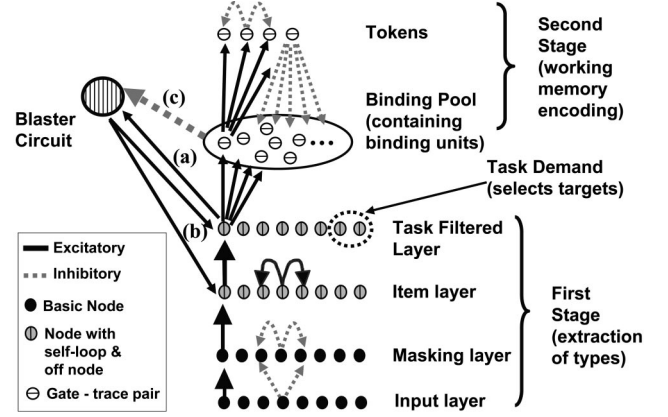 Tokens
Second
Stage
(working
memory
encoding)
(c)
Blaster
Circuit
Binding Pool
(containing
binding units)
(a)
Task Demand
(selects targets)
(b)
Task Filtered
Layer
Excitatory
Inhibitory
Basic Node
Node with
self-loop &
off node
Gate - trace pair
Item layer
First
Stage
(extraction
of types)
Masking layer
Input layer